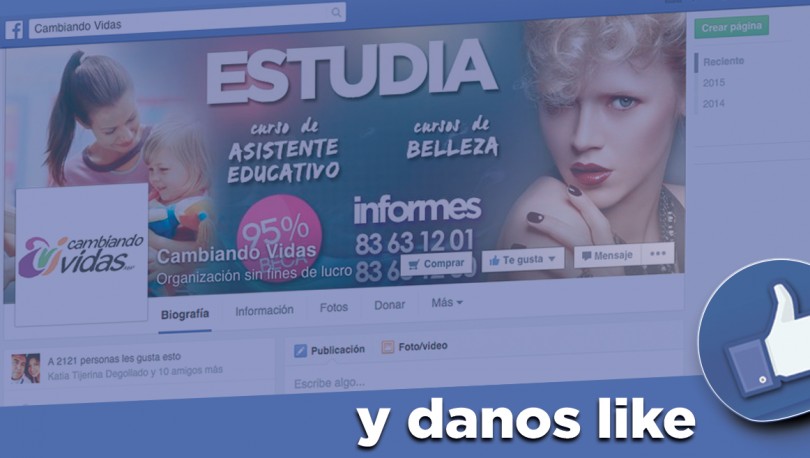 Cambiando Vidas
Crear página
Reciente
2015
2014
ESTUDIA
curso de
ASISTENTE
EDUCATIVO
cursos de
BELLEZA
95%
BECA
informes
83 63 12 01
83 6
cambiando
vidas
Cambiando Vidas
Organización sin fines de lucro
Comprar
Te gusta
Mensaje
Biografía
Información
Fotos
Donar
Más
A 2121 personas les gusta esto
Katia Tijerina Degollado y 10 amigos más
Publicación
Foto/video
Escribe algo...
y danos like